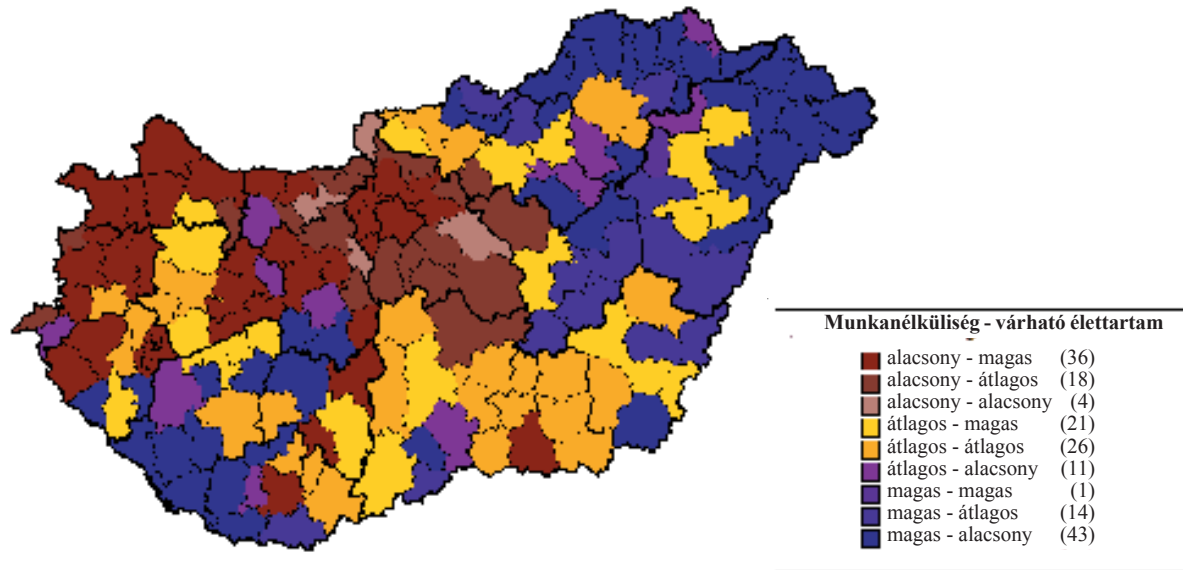 Munkanélküliség - várható élettartam
alacsony - magas (36)
alacsony - átlagos (18)
alacsony - alacsony (4)
átlagos - magas (21)
átlagos - átlagos (26)
átlagos - alacsony (11)
magas - magas (1)
magas - átlagos (14)
magas - alacsony (43)